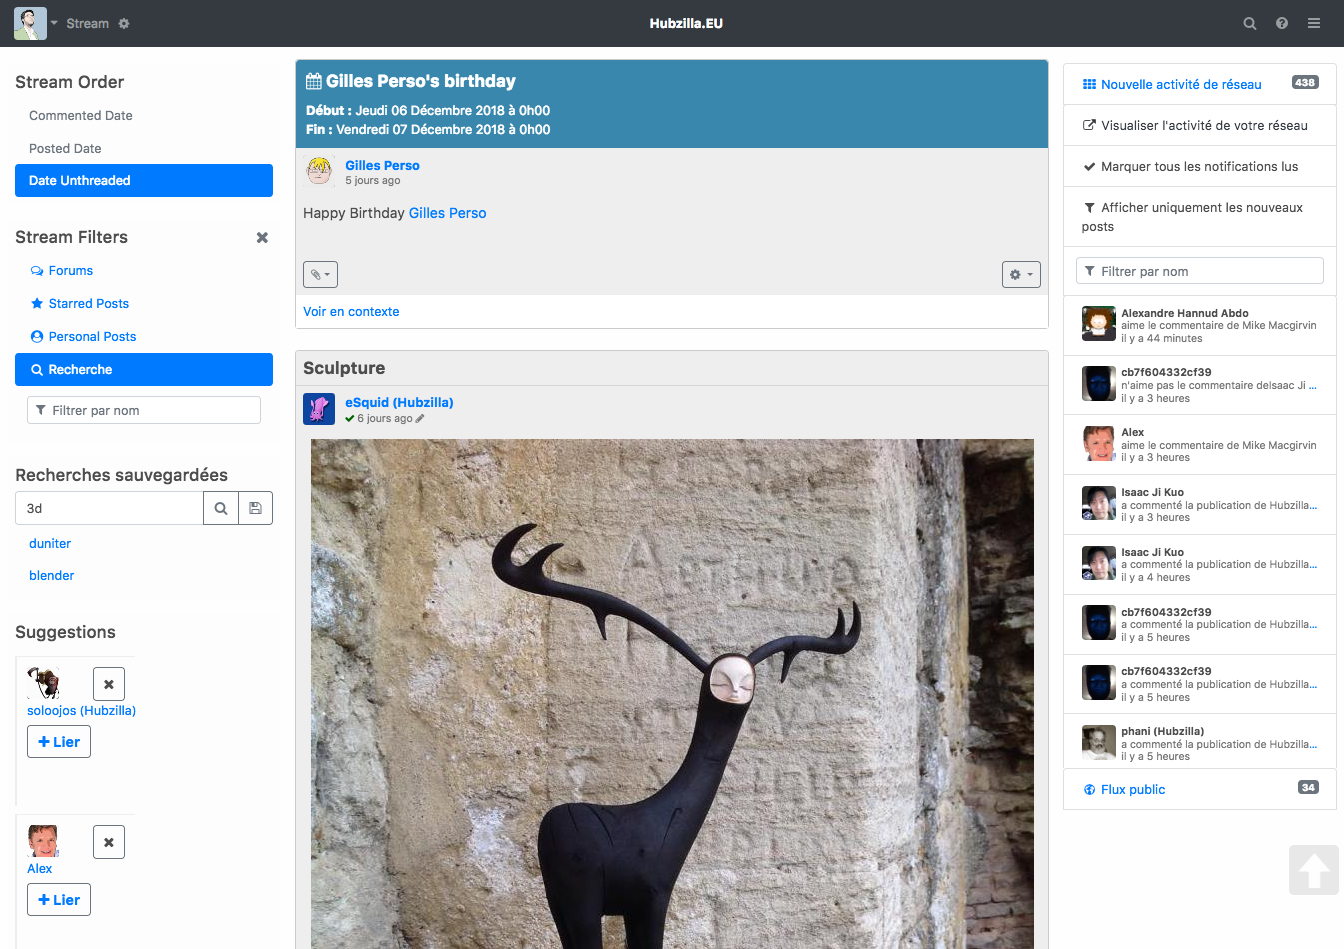 Stream
Hubzilla.EU
Stream Order
Commented Date
Posted Date
Date Unthreaded
Stream Filters
Forums
Starred Posts
Personal Posts
Recherche
Filtrer par nom
Recherches sauvegardées
3d
duniter
blender
Suggestions
soloojos (Hubzilla)
Lier
Alex
Lier
Gilles Perso's birthday
Début : Jeudi 06 Décembre 2018 à 0h00
Fin : Vendredi 07 Décembre 2018 à 0h00
Gilles Perso
5 jours ago
Happy Birthday Gilles Perso
Voir en contexte
Sculpture
eSquid (Hubzilla)
6 jours ago
Nouvelle activité de réseau 438
Visualiser l'activité de votre réseau
Marquer tous les notifications lus
Afficher uniquement les nouveaux
posts
Filtrer par nom
Alexandre Hannud Abdo
aime le commentaire de Mike Macgirvin
il y a 44 minutes
cb7f604332cf39
n'aime pas le commentaire deIsaac Ji ...
il y a 3 heures
Alex
aime le commentaire de Mike Macgirvin
il y a 3 heures
Isaac Ji Kuo
a commenté la publication de Hubzilla...
il y a 3 heures
Isaac Ji Kuo
a commenté la publication de Hubzilla...
il y a 4 heures
cb7f604332cf39
a commenté la publication de Hubzilla...
il y a 5 heures
cb7f604332cf39
a commenté la publication de Hubzilla...
il y a 5 heures
phani (Hubzilla)
a commenté la publication de Hubzilla...
il y a 5 heures
Flux public 34